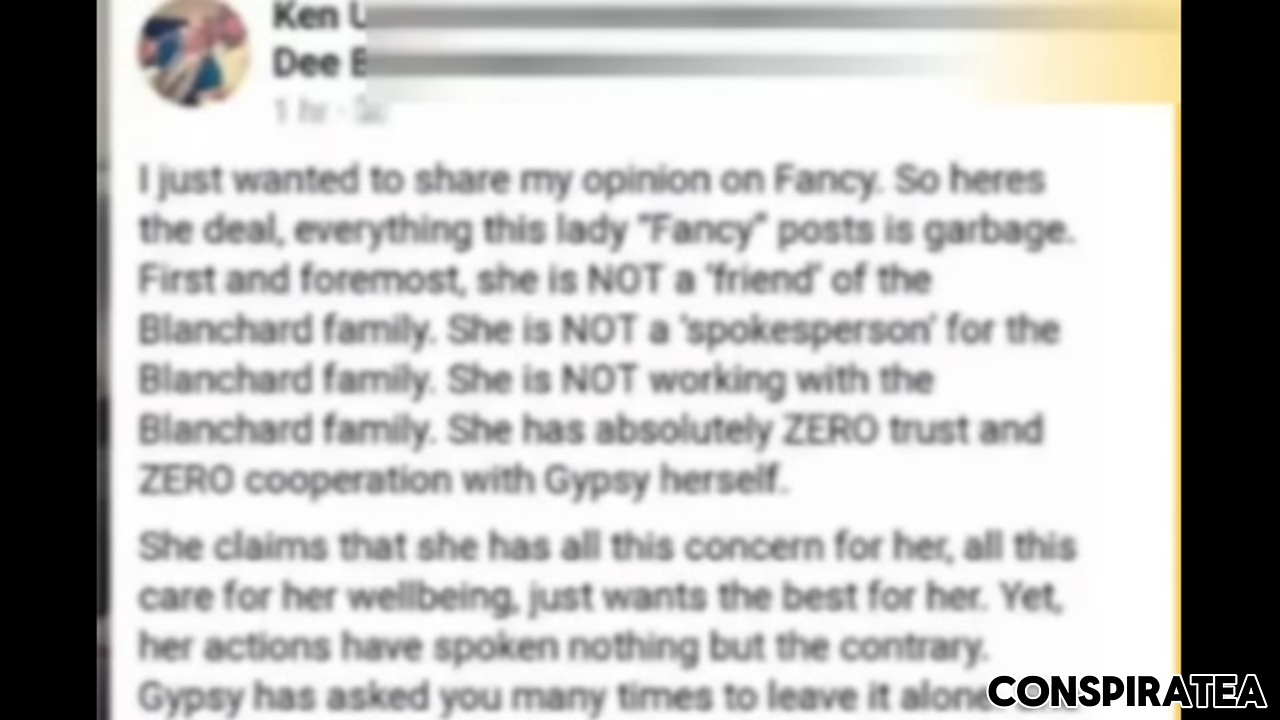 Ken U
Dee B
1 hr ·
I just wanted to share my opinion on Fancy. So heres
the deal, everything this lady "Fancy" posts is garbage.
First and foremost, she is NOT a 'friend' of the
Blanchard family. She is NOT a 'spokesperson' for the
Blanchard family. She is NOT working with the
Blanchard family. She has absolutely ZERO trust and
ZERO cooperation with Gypsy herself.
She claims that she has all this concern for her, all this
care for her wellbeing, just wants the best for her. Yet,
her actions have spoken nothing but the contrary.
Gypsy has asked you many times to leave it alone
CONSPIRATEA